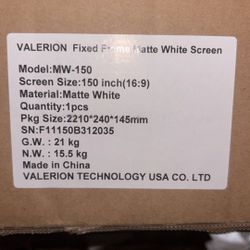 VALERION Fixed Frame Matte White Screen
Model:MW-150
Screen Size:150 inch(16:9)
Material:Matte White
Quantity:1pcs
Pkg Size:2210*240*145mm
SN:F11150B312035
G.W. : 21 kg
N.W. : 15.5 kg
Made in China
VALERION TECHNOLOGY USA CO. LTD